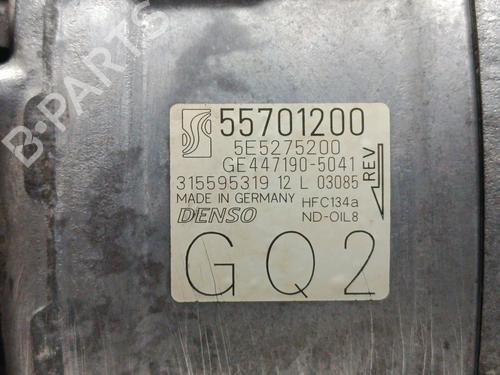 B-PARTS
55701200
5E5275200
GE447190-5041
315595319 12 L 03085
MADE IN GERMANY
HFC134a
DENSO
ND-OIL8
REV
GQ2